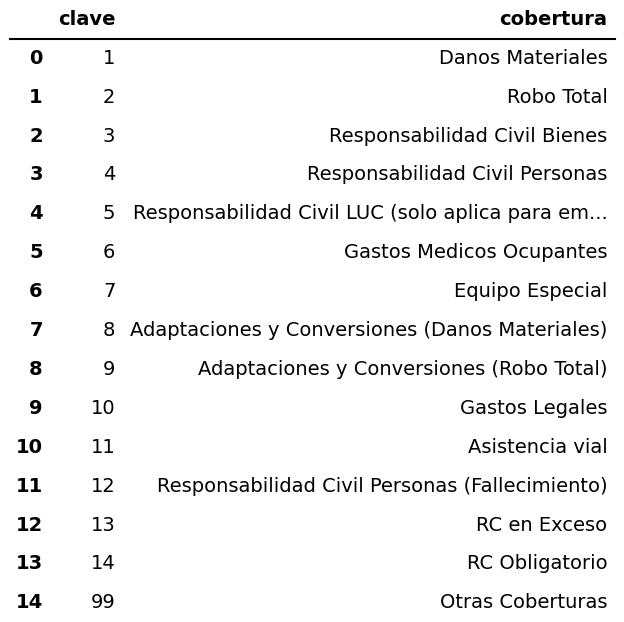 clave cobertura
0 1 Danos Materiales
1 2 Robo Total
2 3 Responsabilidad Civil Bienes
3 4 Responsabilidad Civil Personas
4 5 Responsabilidad Civil LUC (solo aplica para em...
5 6 Gastos Medicos Ocupantes
6 7 Equipo Especial
7 8 Adaptaciones y Conversiones (Danos Materiales)
8 9 Adaptaciones y Conversiones (Robo Total)
9 10 Gastos Legales
10 11 Asistencia vial
11 12 Responsabilidad Civil Personas (Fallecimiento)
12 13 RC en Exceso
13 14 RC Obligatorio
14 99 Otras Coberturas